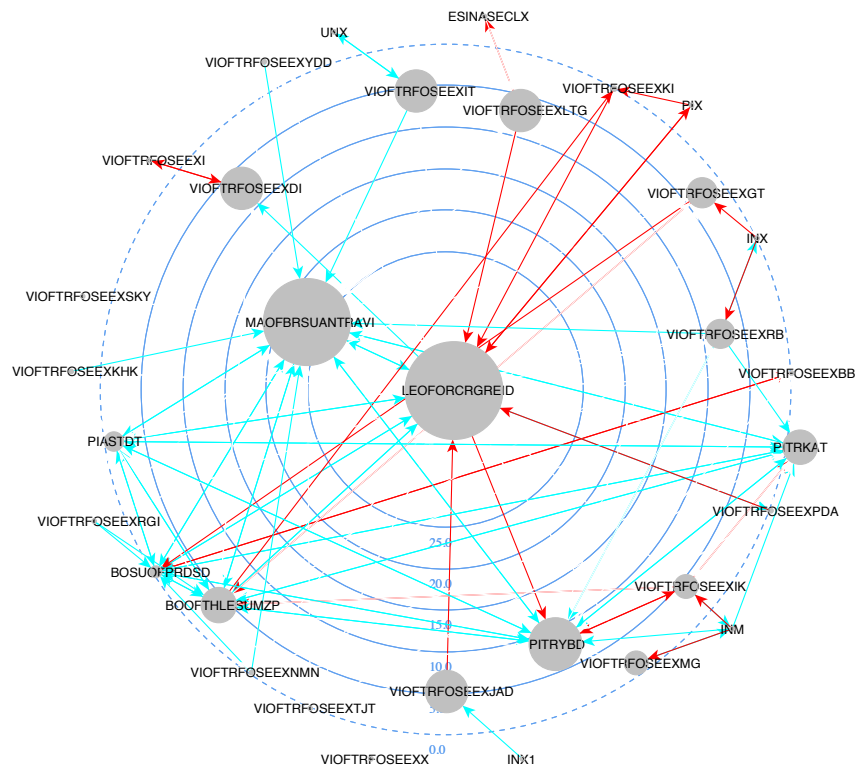 ESINASECLX
UNX
VIOFTRFOSEEXYDD
VIOFTRFOSEEXIT
VIOFTRFOSEEXKI
PIX
VIOFTRFOSEEXLTG
VIOFTRFOSEEXI
VIOFTRFOSEEXDI
VIOFTRFOSEEXGT
INX
VIOFTRFOSEEXSKY
MAOFBRSUANTRAVI
VIOFTRFOSEEXRB
VIOFTRFOSEEXKHK
VIOFTRFOSEEXBB
LEOFORCRGREID
PIASTDT
PITRKAT
VIOFTRFOSEEXRGI
VIOFTRFOSEEXPDA
25.0
BOSUOFPRDSD
20.0
VIOFTRFOSEEXIK
BOOFTHLESUMZP
15.0
INM
PITRYBD
10.0
VIOFTRFOSEEXMG
VIOFTRFOSEEXNMN
VIOFTRFOSEEXJAD
VIOFTRFOSEEXTJT
0.0
VIOFTRFOSEEXX
INX1